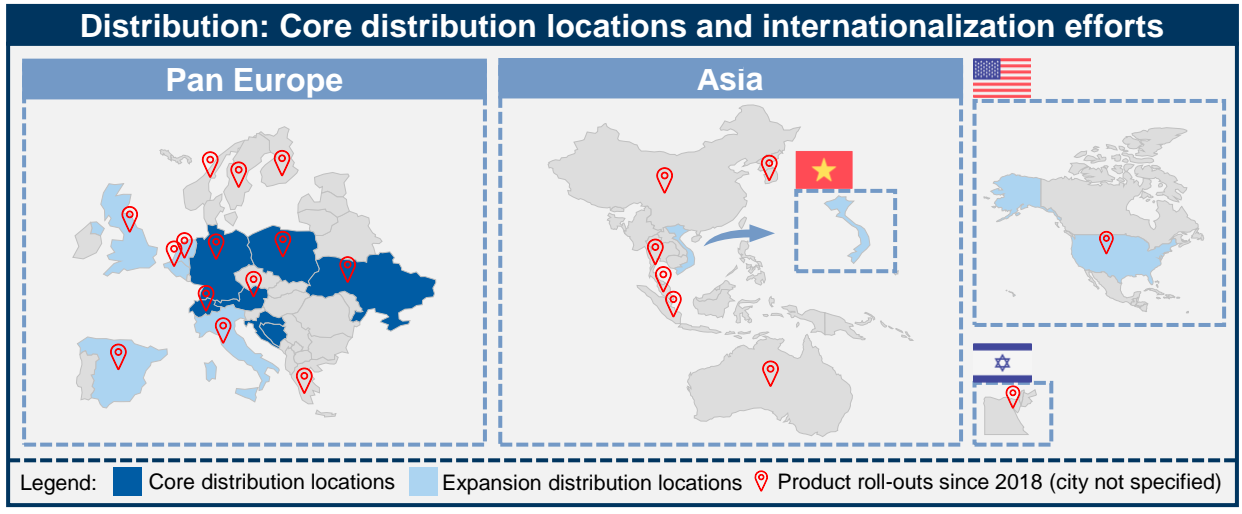 Distribution: Core distribution locations and internationalization efforts
Pan Europe
Asia
Legend:
Core distribution locations
Expansion distribution locations
Product roll-outs since 2018 (city not specified)